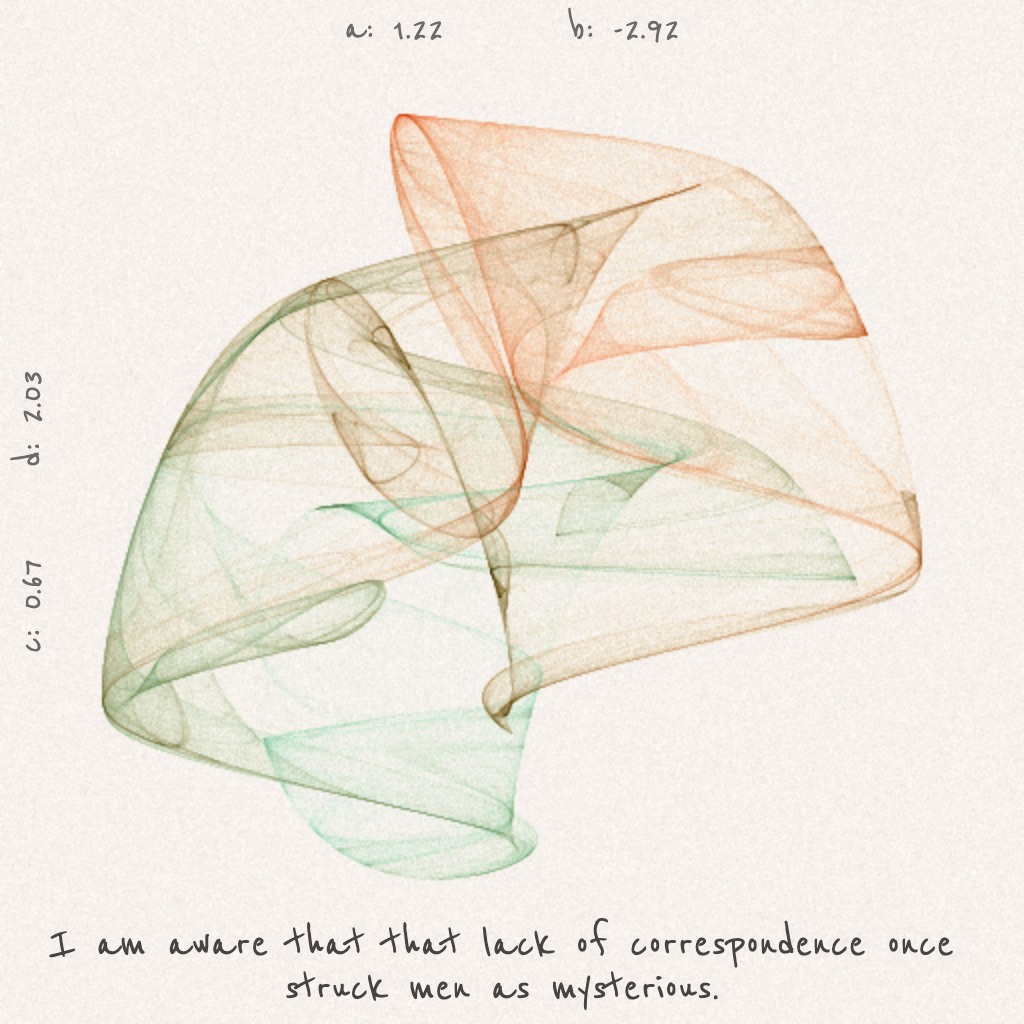 a: 1.22 b: -2.92
d: 2.03
c: 0.67
I am aware that that lack of correspondence once
struck men as mysterious.